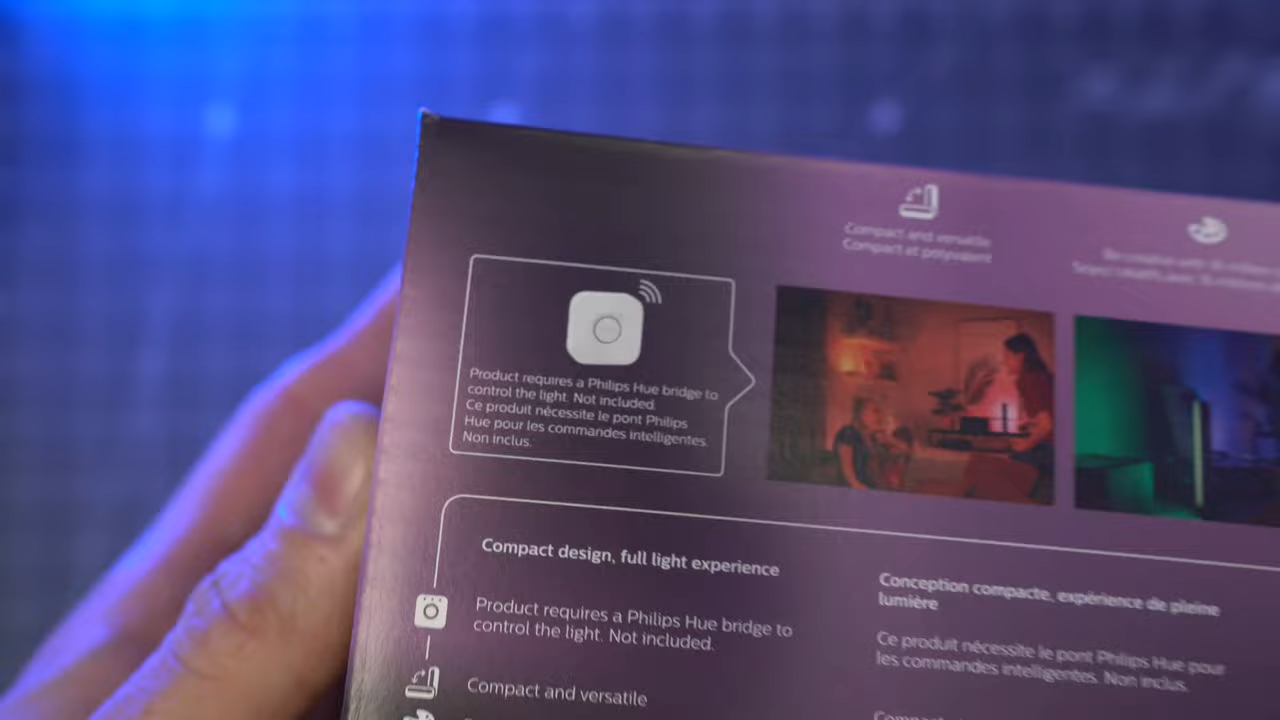 Compact and versatile
Compact et polyvalent
Product requires a Philips Hue bridge to
control the light. Not included.
Ce produit nécessite le pont Philips
Hue pour les commandes intelligentes.
Non inclus.
Compact design, full light experience
Product requires a Philips Hue bridge to
control the light. Not included.
Compact and versatile
Conception compacte, expérience de pleine
lumière
Ce produit nécessite le pont Philips Hue pour
les commandes intelligentes. Non inclus.